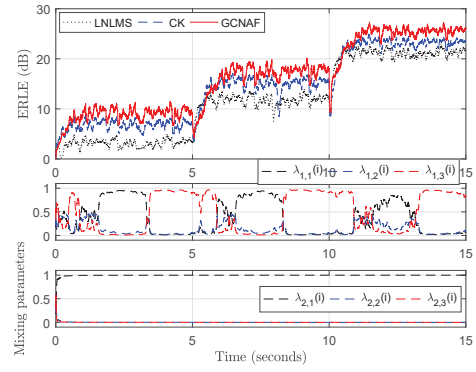 30
20
10
0
ERLE (dB)
LNLMS CK GCNAF
0 5 10 15
λ1,1(i) λ1,2(i) λ1,3(i)
1
0.5
0
0 5 10 15
Mixing parameters
1
0.5
0
λ2,1(i) λ2,2(i) λ2,3(i)
0 5 10 15
Time (seconds)